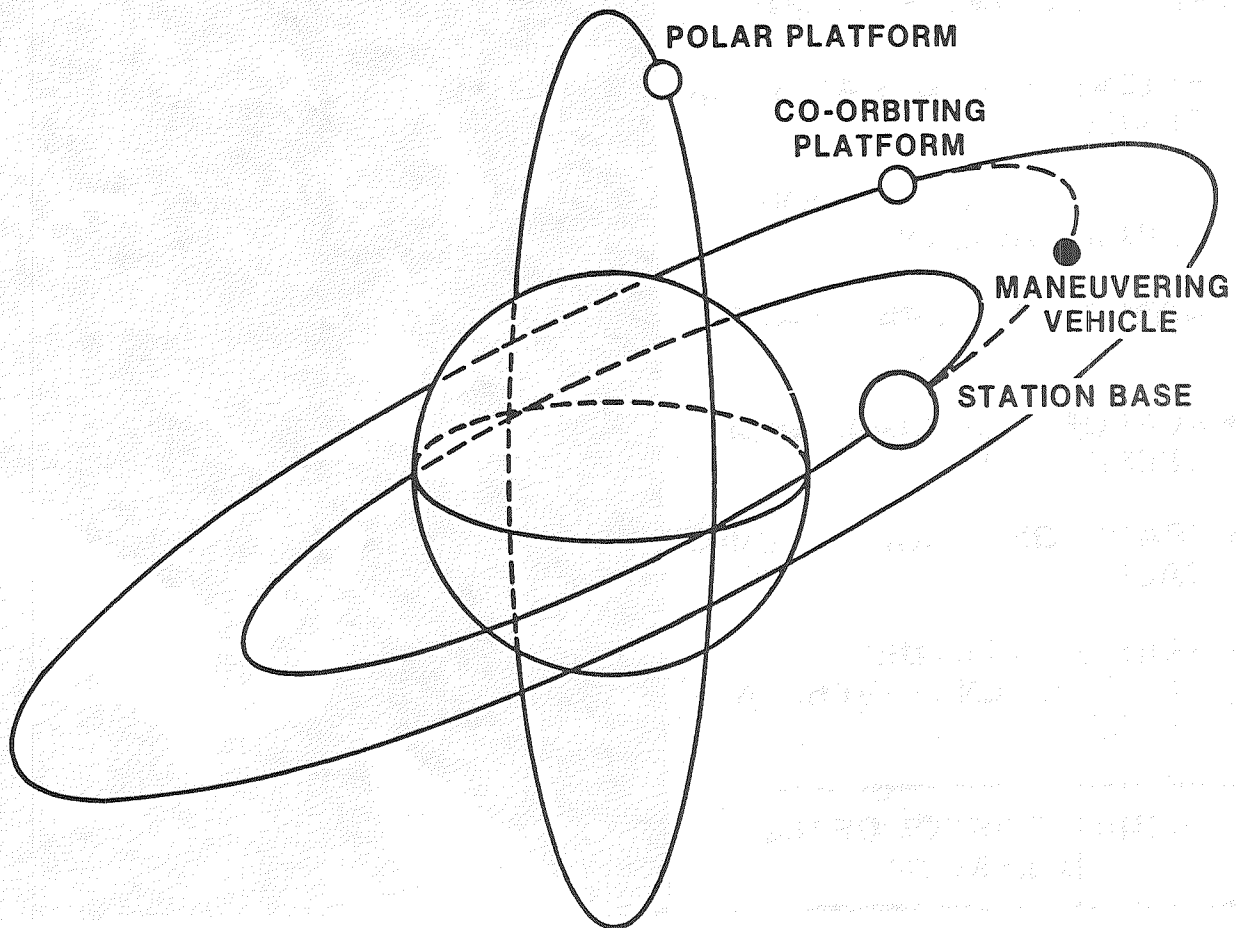 POLAR PLATFORM
CO-ORBITING
PLATFORM
MANEUVERING
VEHICLE
STATION BASE